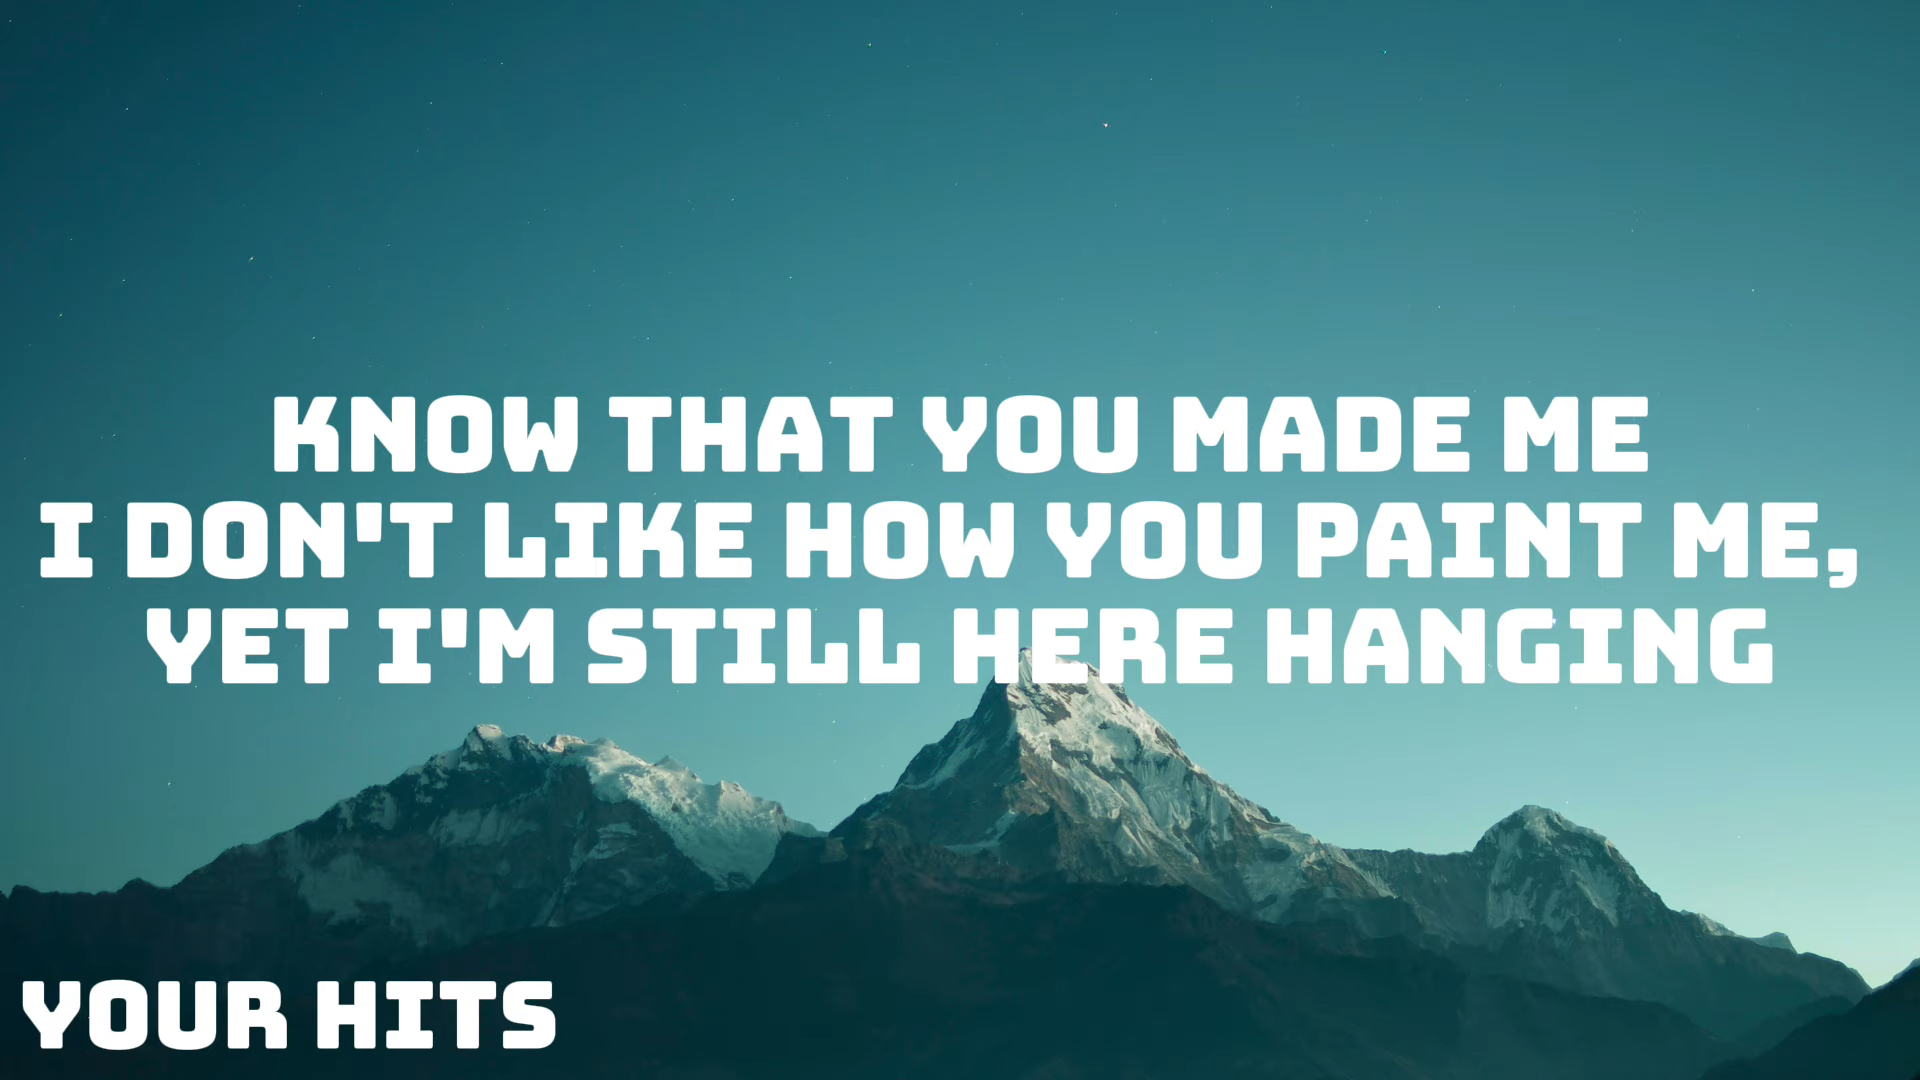 KNOW THAT YOU MADE ME
I DON'T LIKE HOW YOU PAINT ME,
YET I'M STILL HERE HANGING
YOUR HITS